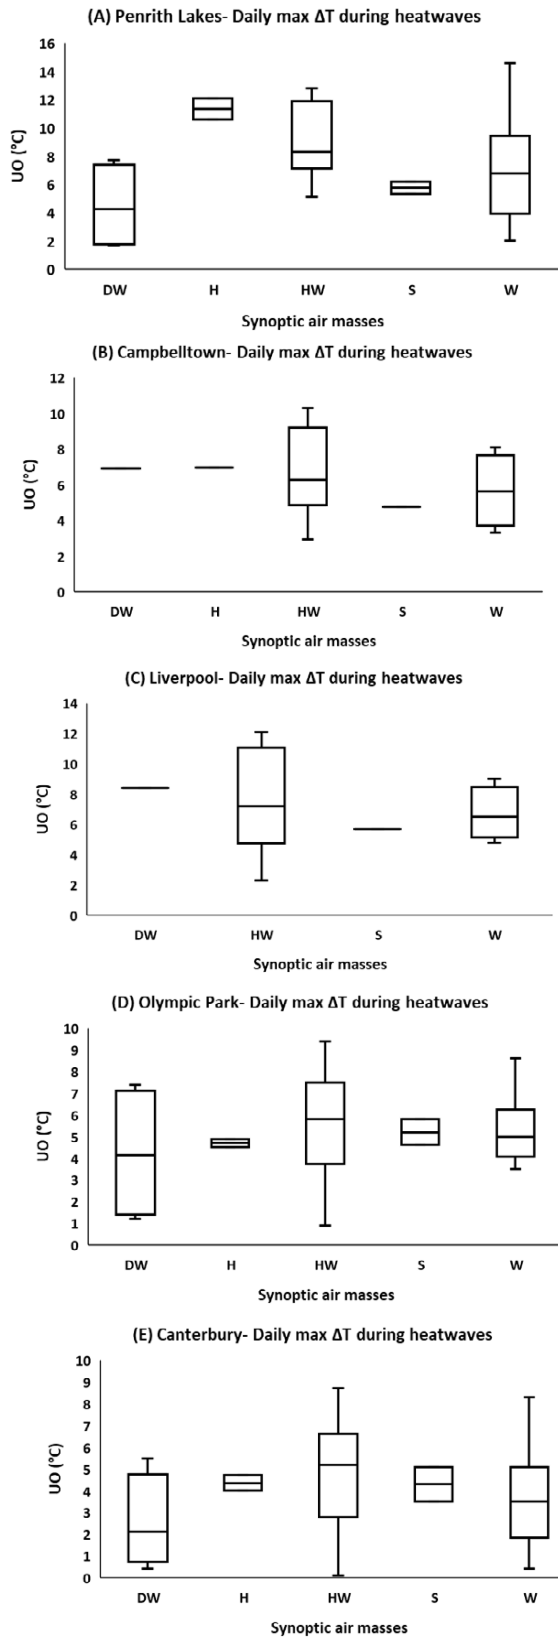 (A) Penrith Lakes- Daily max ΔT during heatwaves
16
14
12
10
8
6
4
2
0
UO (°C)
DW H HW S W
Synoptic air masses
(B) Campbelltown- Daily max ΔT during heatwaves
12
10
8
6
4
2
0
UO (°C)
DW H HW S W
Synoptic air masses
(C) Liverpool- Daily max ΔT during heatwaves
14
12
10
8
6
4
2
0
UO (°C)
DW HW S W
Synoptic air masses
(D) Olympic Park- Daily max ΔT during heatwaves
10
9
8
7
6
5
4
3
2
1
0
UO (°C)
DW H HW S W
Synoptic air masses
(E) Canterbury- Daily max ΔT during heatwaves
10
9
8
7
6
5
4
3
2
1
0
UO (°C)
DW H HW S W
Synoptic air masses